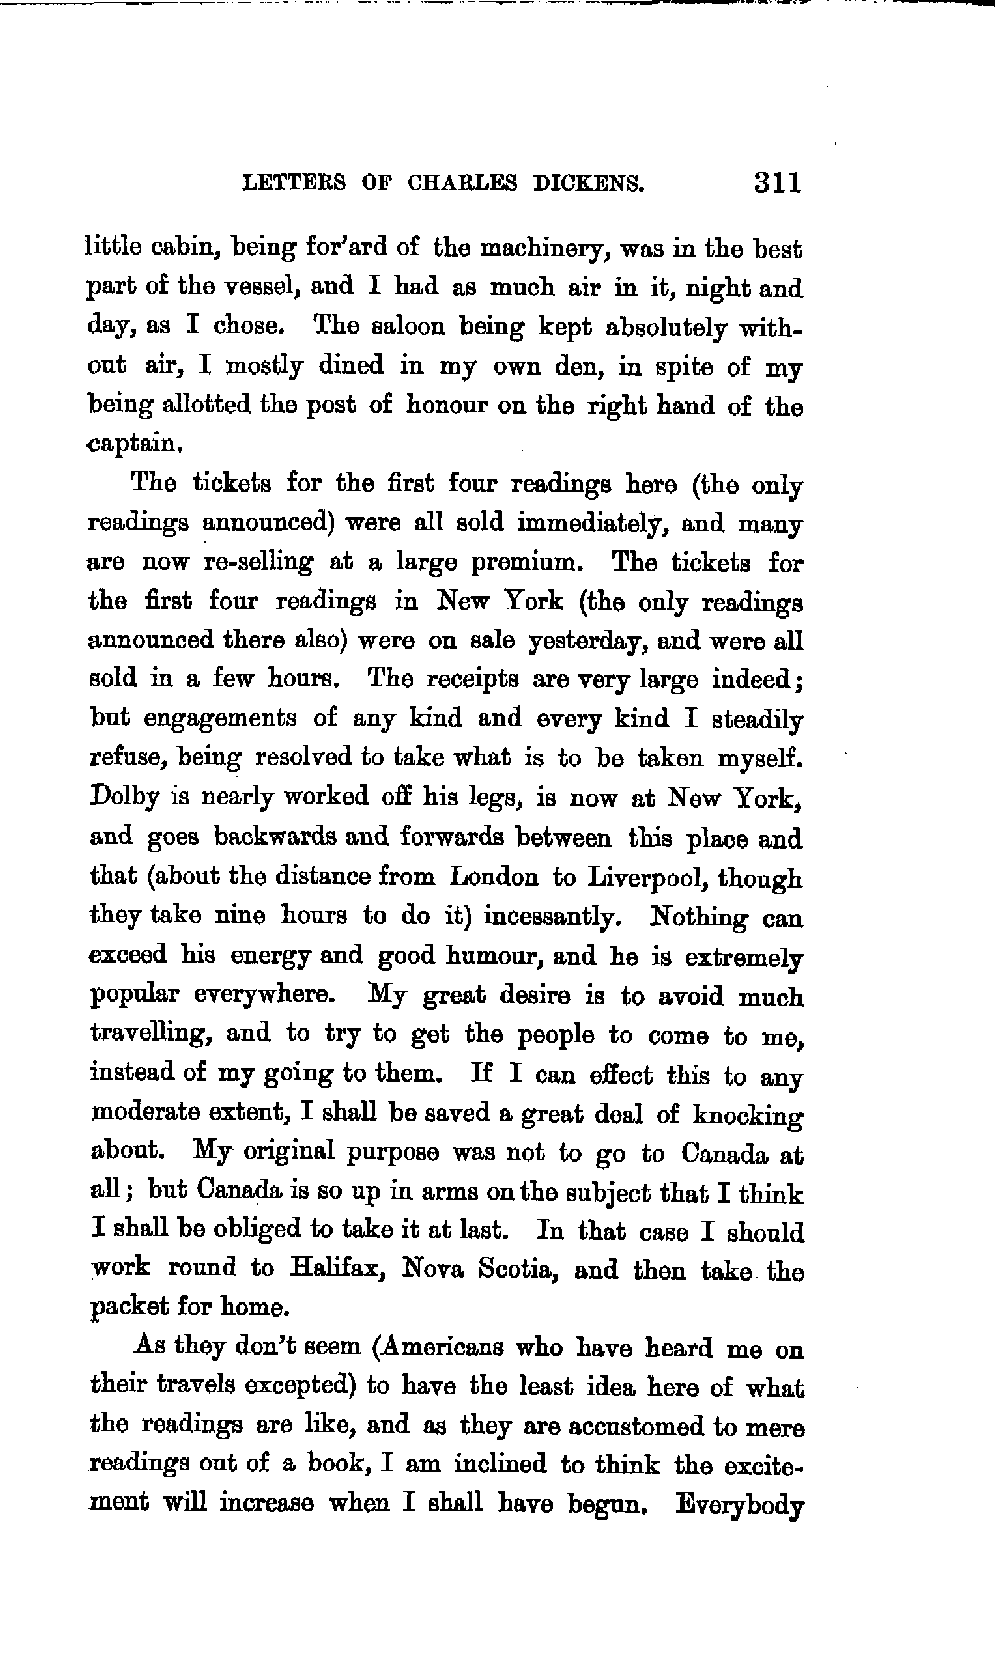 LETTERS OF CHARLES DICKENS. 311
little cabin, being for'ard of the machinery, was in the best
part of the vessel, and I had as much air in it, night and
day, as I chose. The saloon being kept absolutely with-
out air, I mostly dined in my own den, in spite of my
being allotted the post of honour on the right hand of the
captain.
The tickets for the first four readings here (the only
readings announced) were all sold immediately, and many
are now re-selling at a large premium. The tickets for
the first four readings in New York (the only readings
announced there also) were on sale yesterday, and were all
sold in a few hours. The receipts are very large indeed;
but engagements of any kind and every kind I steadily
refuse, being resolved to take what is to be taken myself.
Dolby is nearly worked off his legs, is now at New York,
and goes backwards and forwards between this place and
that (about the distance from London to Liverpool, though
they take nine hours to do it) incessantly. Nothing can
exceed his energy and good humour, and he is extremely
popular everywhere. My great desire is to avoid much
travelling, and to try to get the people to come to me,
instead of my going to them. If I can effect this to any
moderate extent, I shall be saved a great deal of knocking
about. My original purpose was not to go to Canada at
all; but Canada is so up in arms on the subject that I think
I shall be obliged to take it at last. In that case I should
work round to Halifax, Nova Scotia, and then take the
packet for home.
As they don't seem (Americans who have heard me on
their travels excepted) to have the least idea here of what
the readings are like, and as they are accustomed to mere
readings out of a book, I am inclined to think the excite-
ment will increase when I shall have begun. Everybody